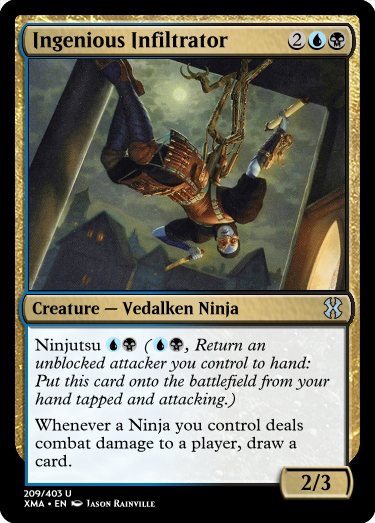 Ingenious Infiltrator 2
Creature — Vedalken Ninja
Ninjutsu (, Return an
unblocked attacker you control to hand:
Put this card onto the battlefield from your
hand tapped and attacking.)
Whenever a Ninja you control deals
combat damage to a player, draw a
card.
2/3
209/403 U
XMA • EN Jason Rainville